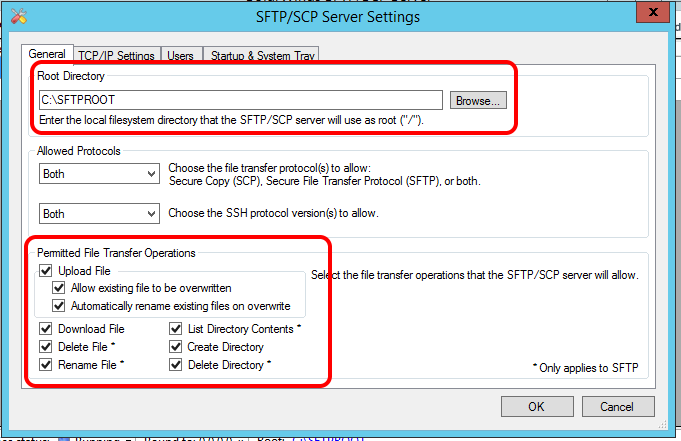 SFTP/SCP Server Settings
General TCP/IP Settings Users Startup & System Tray
Root Directory
C:\SFTPROOT Browse...
Enter the local filesystem directory that the SFTP/SCP server will use as root ("/").
Allowed Protocols
Both Choose the file transfer protocol(s) to allow:
Secure Copy (SCP), Secure File Transfer Protocol (SFTP), or both.
Both Choose the SSH protocol version(s) to allow.
Permitted File Transfer Operations
Upload File
Select the file transfer operations that the SFTP/SCP server will allow.
Allow existing file to be overwritten
Automatically rename existing files on overwrite
Download File List Directory Contents *
Delete File * Create Directory
Rename File * Delete Directory *
* Only applies to SFTP
OK Cancel